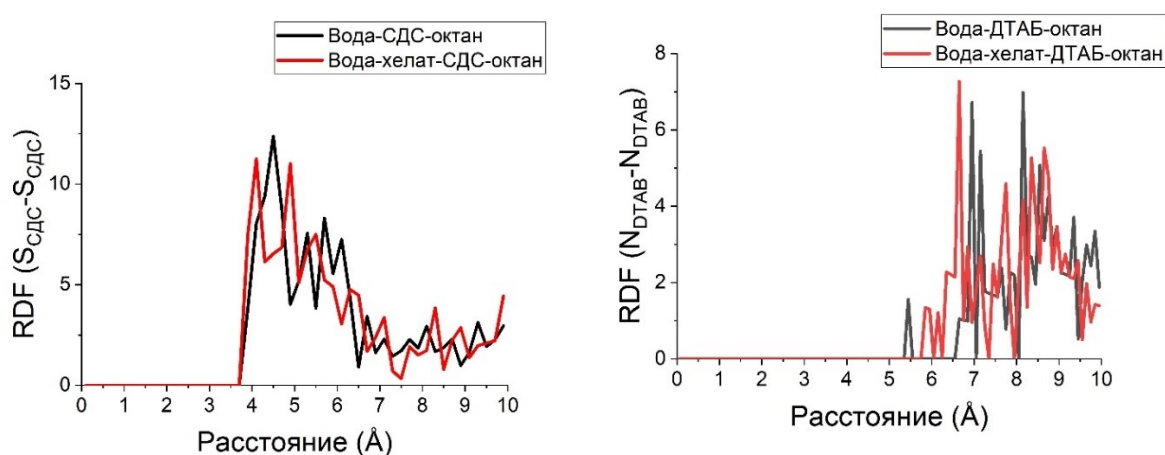 Вода-СДС-октан
Вода-хелат-СДС-октан
15
10
5
0
RDF (SСДС-SСДС)
0 1 2 3 4 5 6 7 8 9 10
Расстояние (Å)
Вода-ДТАБ-октан
Вода-хелат-ДТАБ-октан
8
6
4
2
0
RDF (NDTAB-NDTAB)
0 1 2 3 4 5 6 7 8 9 10
Расстояние (Å)